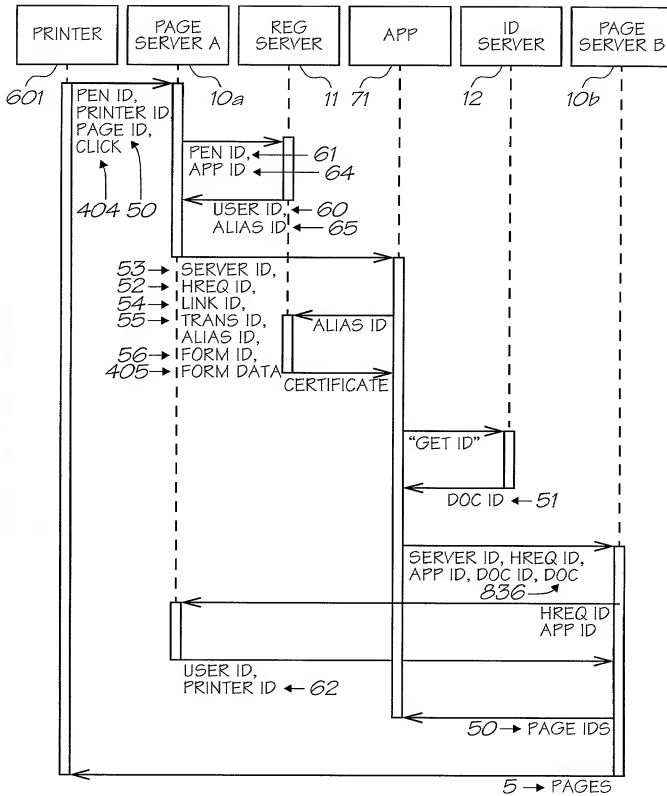 PRINTER
PAGE
SERVER A
REG
SERVER
APP
ID
SERVER
PAGE
SERVER B
601
10a
11
71
12
10b
PEN ID,
PRINTER ID,
PAGE ID,
CLICK
404 50
PEN ID, 61
APP ID 64
USER ID, 60
ALIAS ID 65
53 SERVER ID,
52 HREQ ID,
54 LINK ID,
55 TRANS ID,
ALIAS ID,
56 FORM ID,
405 FORM DATA
ALIAS ID
CERTIFICATE
"GET ID"
DOC ID 51
SERVER ID, HREQ ID,
APP ID, DOC ID, DOC
836
HREQ ID
APP ID
USER ID,
PRINTER ID 62
50 PAGE IDS
5 PAGES